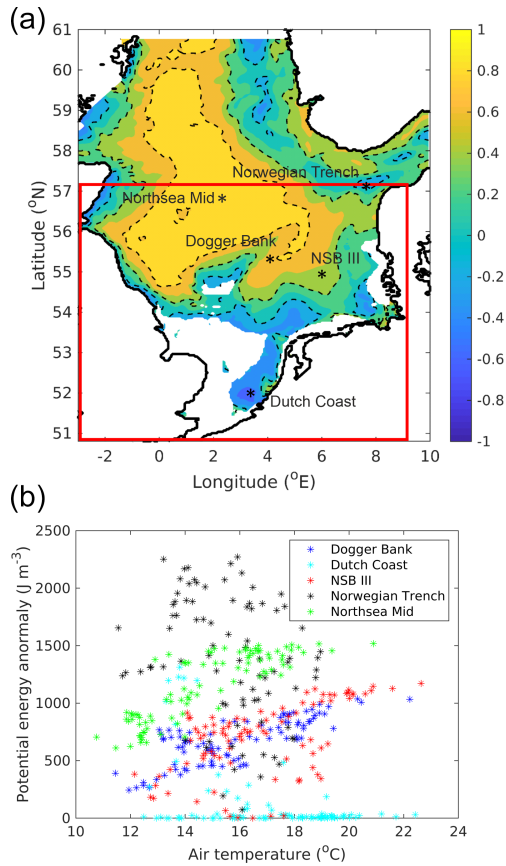 (a)
61
60
59
58
57
56
55
54
53
52
51
Latitude (°N)
Norwegian Trench
Northsea Mid
Dogger Bank
NSB III
Dutch Coast
-2 0 2 4 6 8 10
Longitude (°E)
1
0.8
0.6
0.4
0.2
0
-0.2
-0.4
-0.6
-0.8
-1
(b)
2500
2000
1500
1000
500
0
Potential energy anormaly (J m⁻³)
Dogger Bank
Dutch Coast
NSB III
Norwegian Trench
Northsea Mid
10 12 14 16 18 20 22 24
Air temperature (°C)